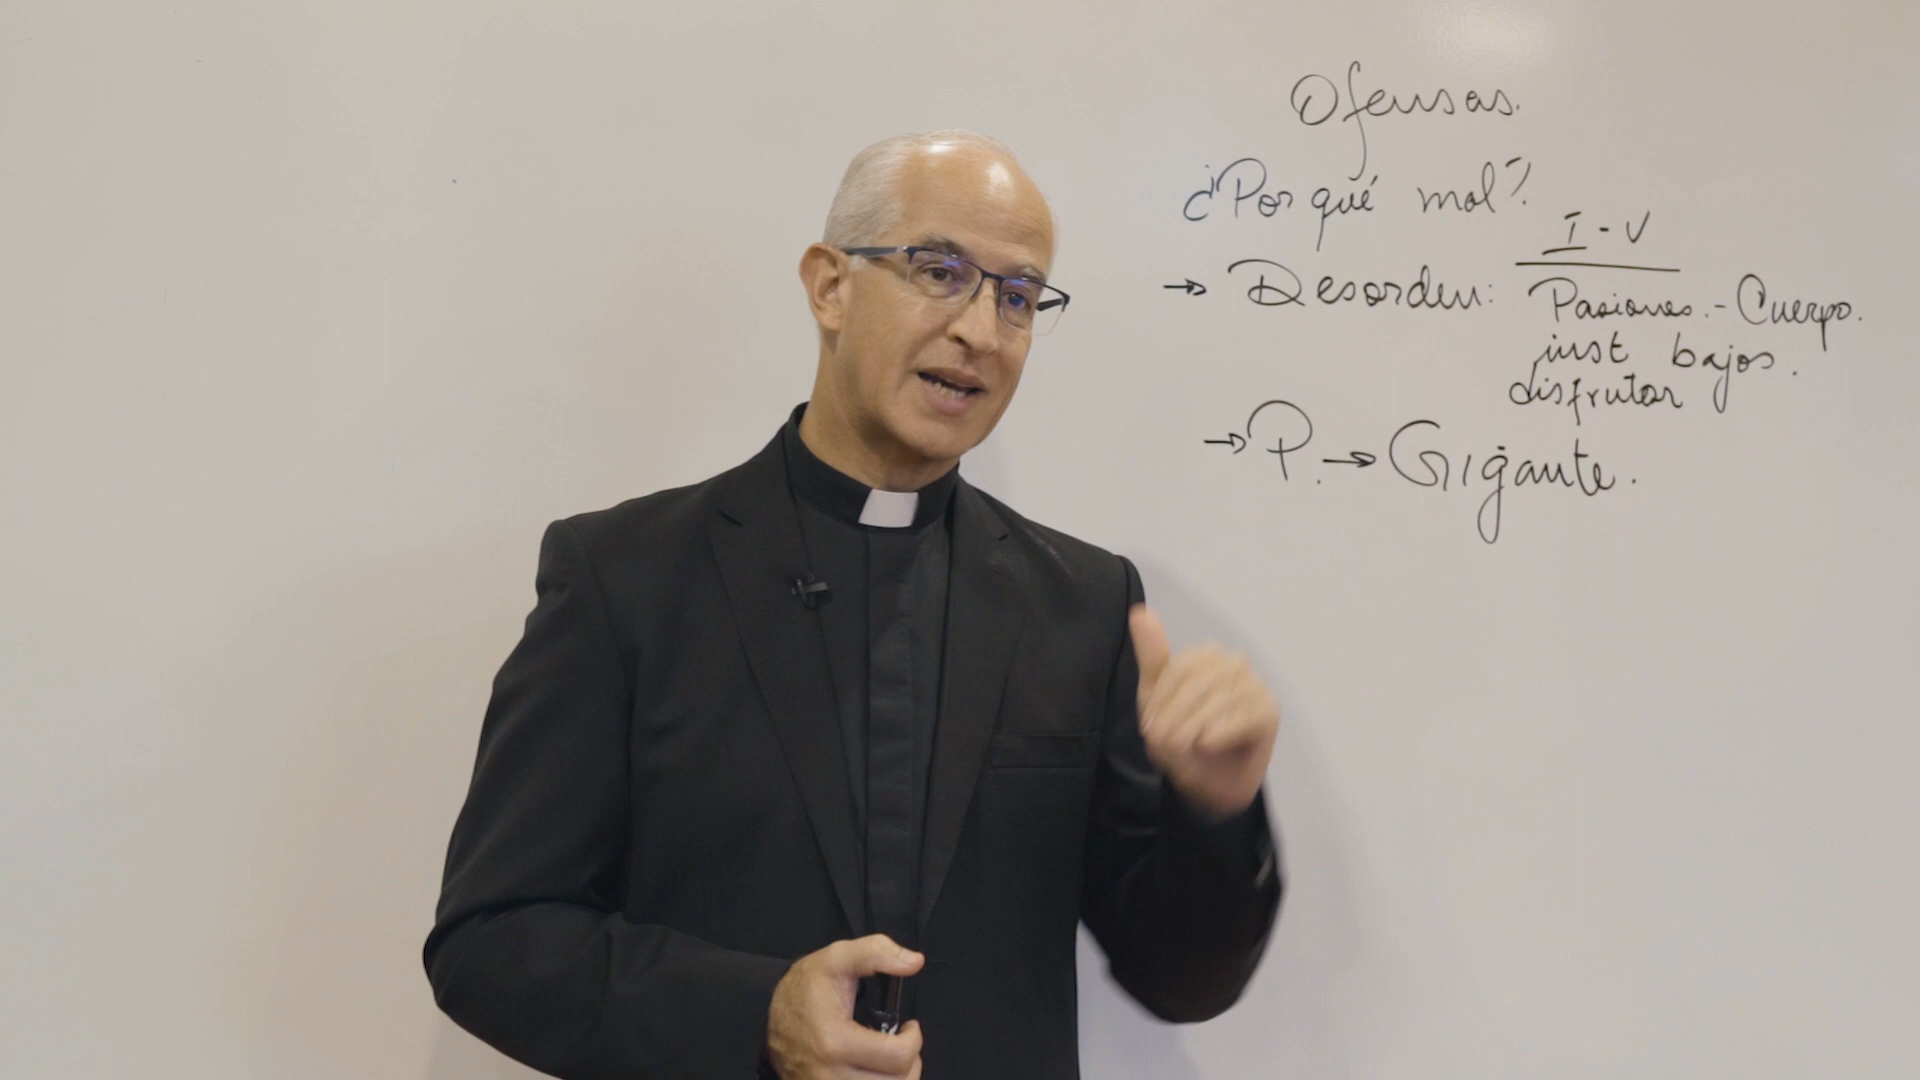 Ofensas.
¿Por qué mal?
I - V
→ Desorden: Pasiones. - Cuerpo.
inst bajos.
disfrutar
→ P. → Gigante.